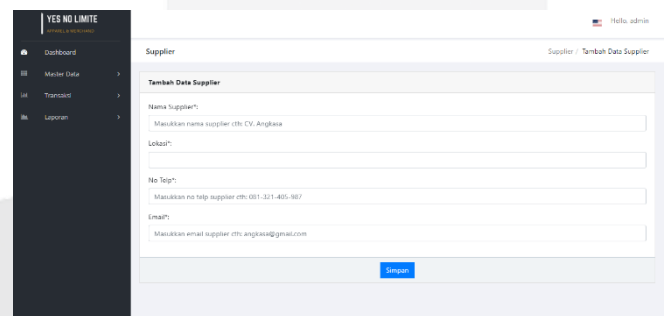 YES NO LIMITE
APPAREL & MERCHANDISE
Hello, admin
Dashboard
Master Data
Transaksi
Laporan
Supplier
Supplier / Tambah Data Supplier
Tambah Data Supplier
Nama Supplier*:
Masukkan nama supplier cth: CV. Angkasa
Lokasi*:
No Telp*:
Masukkan no telp supplier cth: 081-321-405-987
Email*:
Masukkan email supplier cth: angkasa@gmail.com
Simpan